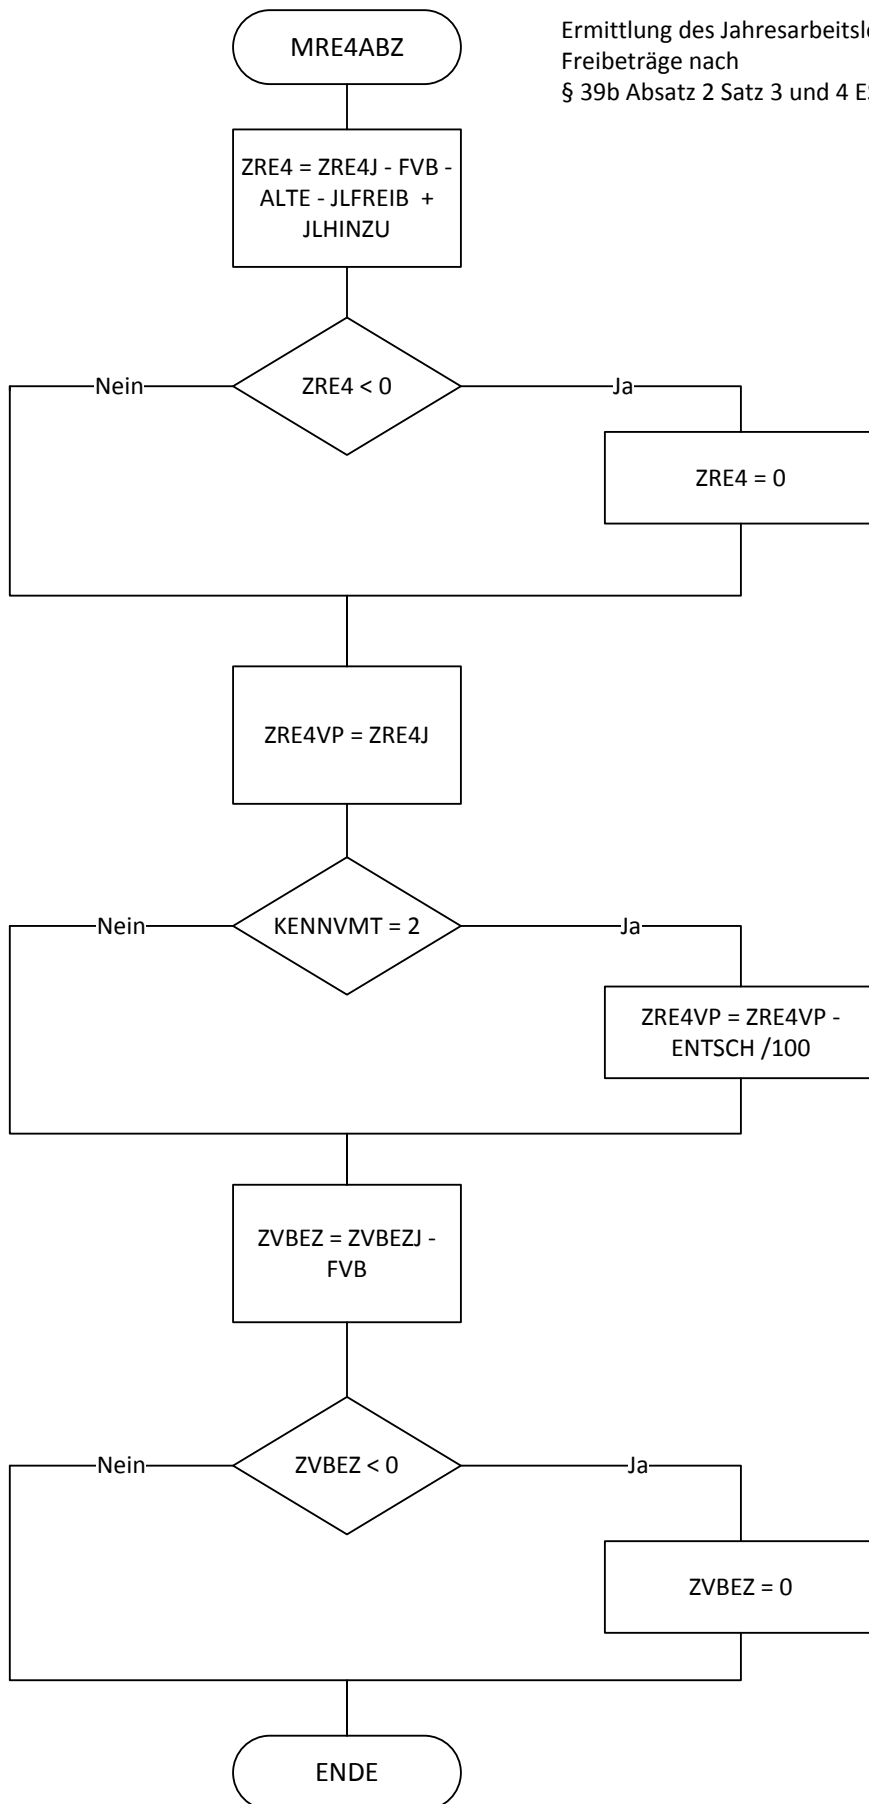 MRE4ABZ
Ermittlung des
Freibeträge nach
§ 39b Absatz 2 Satz 3 und 4
ZRE4 = ZRE4J - FVB -
ALTE - JLFREIB +
JLHINZU
ZRE4 < 0
Nein
Ja
ZRE4 = 0
ZRE4VP = ZRE4J
KENNVMT = 2
Nein
Ja
ZRE4VP = ZRE4VP -
ENTSCH /100
ZVBEZ = ZVBEZJ -
FVB
ZVBEZ < 0
Nein
Ja
ZVBEZ = 0
ENDE